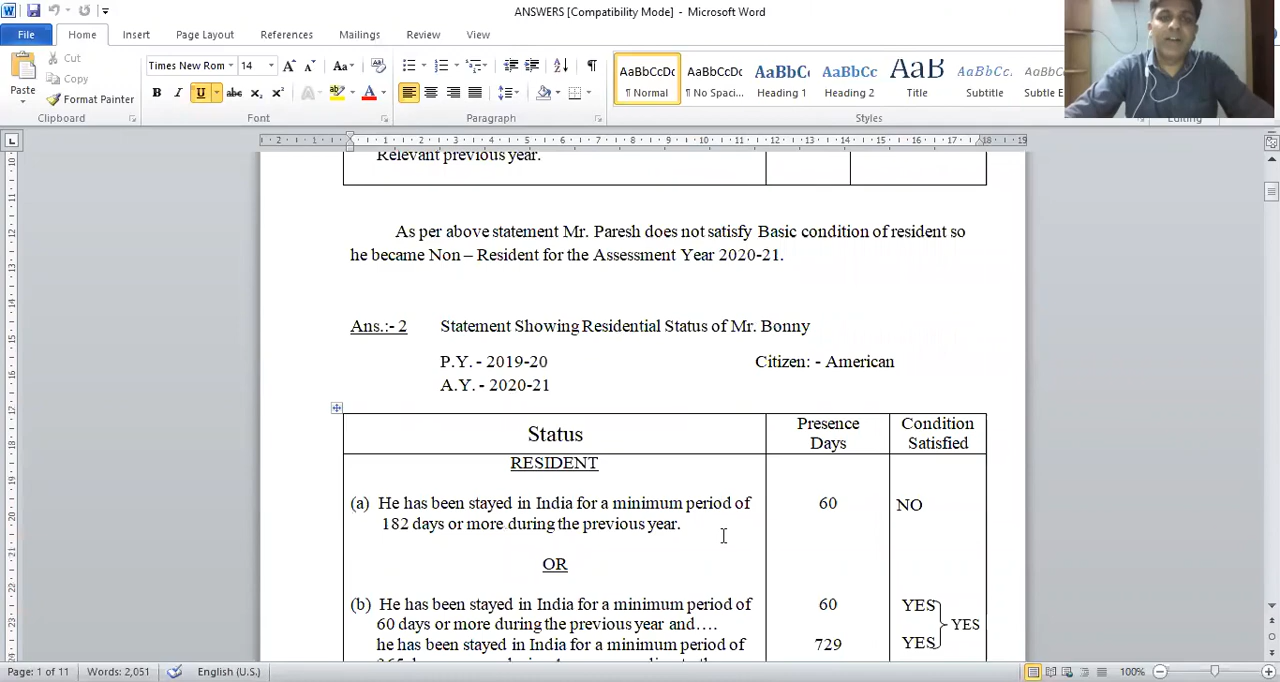 ANSWERS [Compatibility Mode] - Microsoft Word
File Home Insert Page Layout References Mailings Review View
Cut
Copy
Paste
Format Painter
Clipboard
Times New Rom 14
Font
Paragraph
AaBbCcDc AaBbCcDc AaBbC AaBbCc AaB AaBbCc. AaBbCc
¶ Normal ¶ No Spaci... Heading 1 Heading 2 Title Subtitle Subtle E
Styles
Editing
Relevant previous year.
As per above statement Mr. Paresh does not satisfy Basic condition of resident so
he became Non – Resident for the Assessment Year 2020-21.
Ans.:- 2 Statement Showing Residential Status of Mr. Bonny
P.Y. - 2019-20 Citizen: - American
A.Y. - 2020-21
Status Presence Days Condition Satisfied
RESIDENT
(a) He has been stayed in India for a minimum period of 60 NO
182 days or more during the previous year.
OR
(b) He has been stayed in India for a minimum period of 60 YES
60 days or more during the previous year and…. YES
he has been stayed in India for a minimum period of 729 YES
Page: 1 of 11 Words: 2,051 English (U.S.) 100%